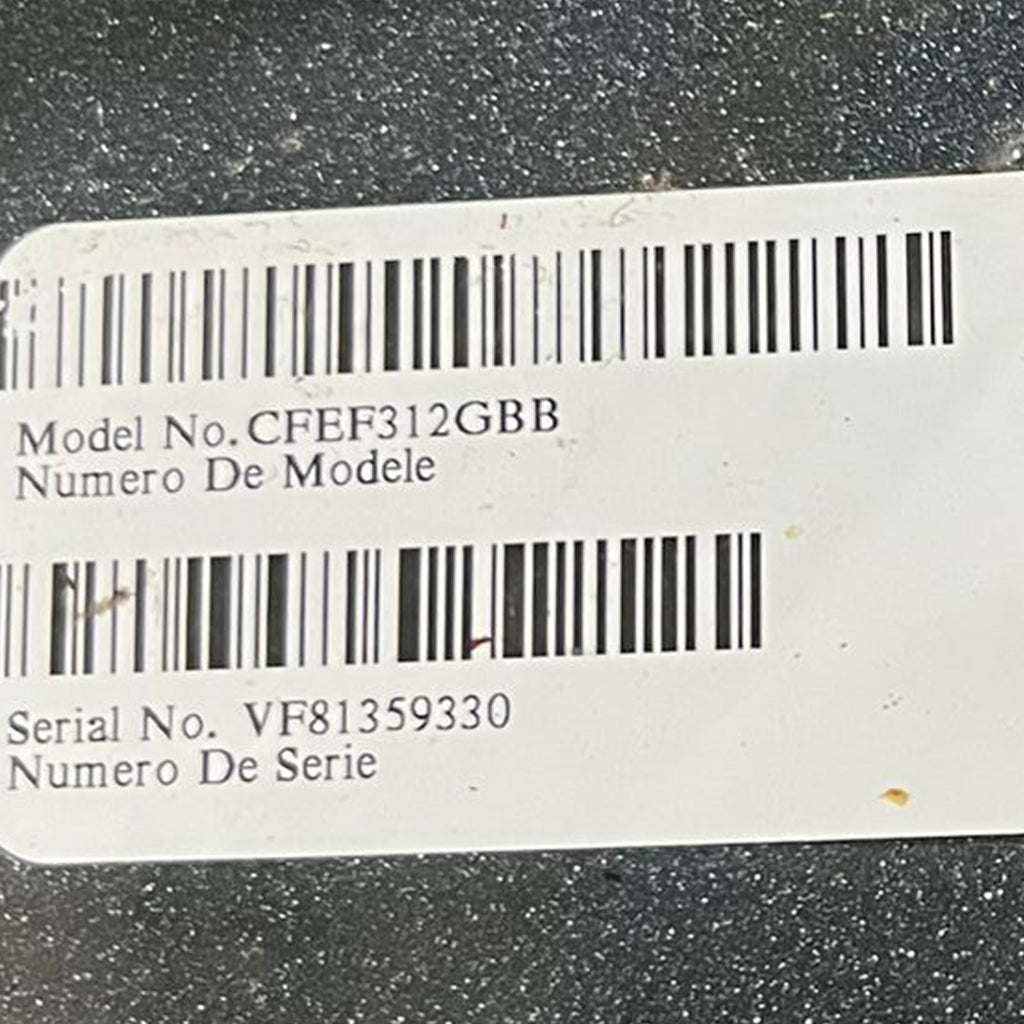 Model No. CFEF312GBB
Numero De Modele
Serial No. VF81359330
Numero De Serie